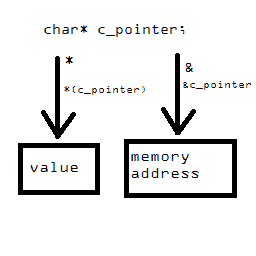 char* c_pointer;
*
&
*(c_pointer)
&c_pointer
value
memory
address